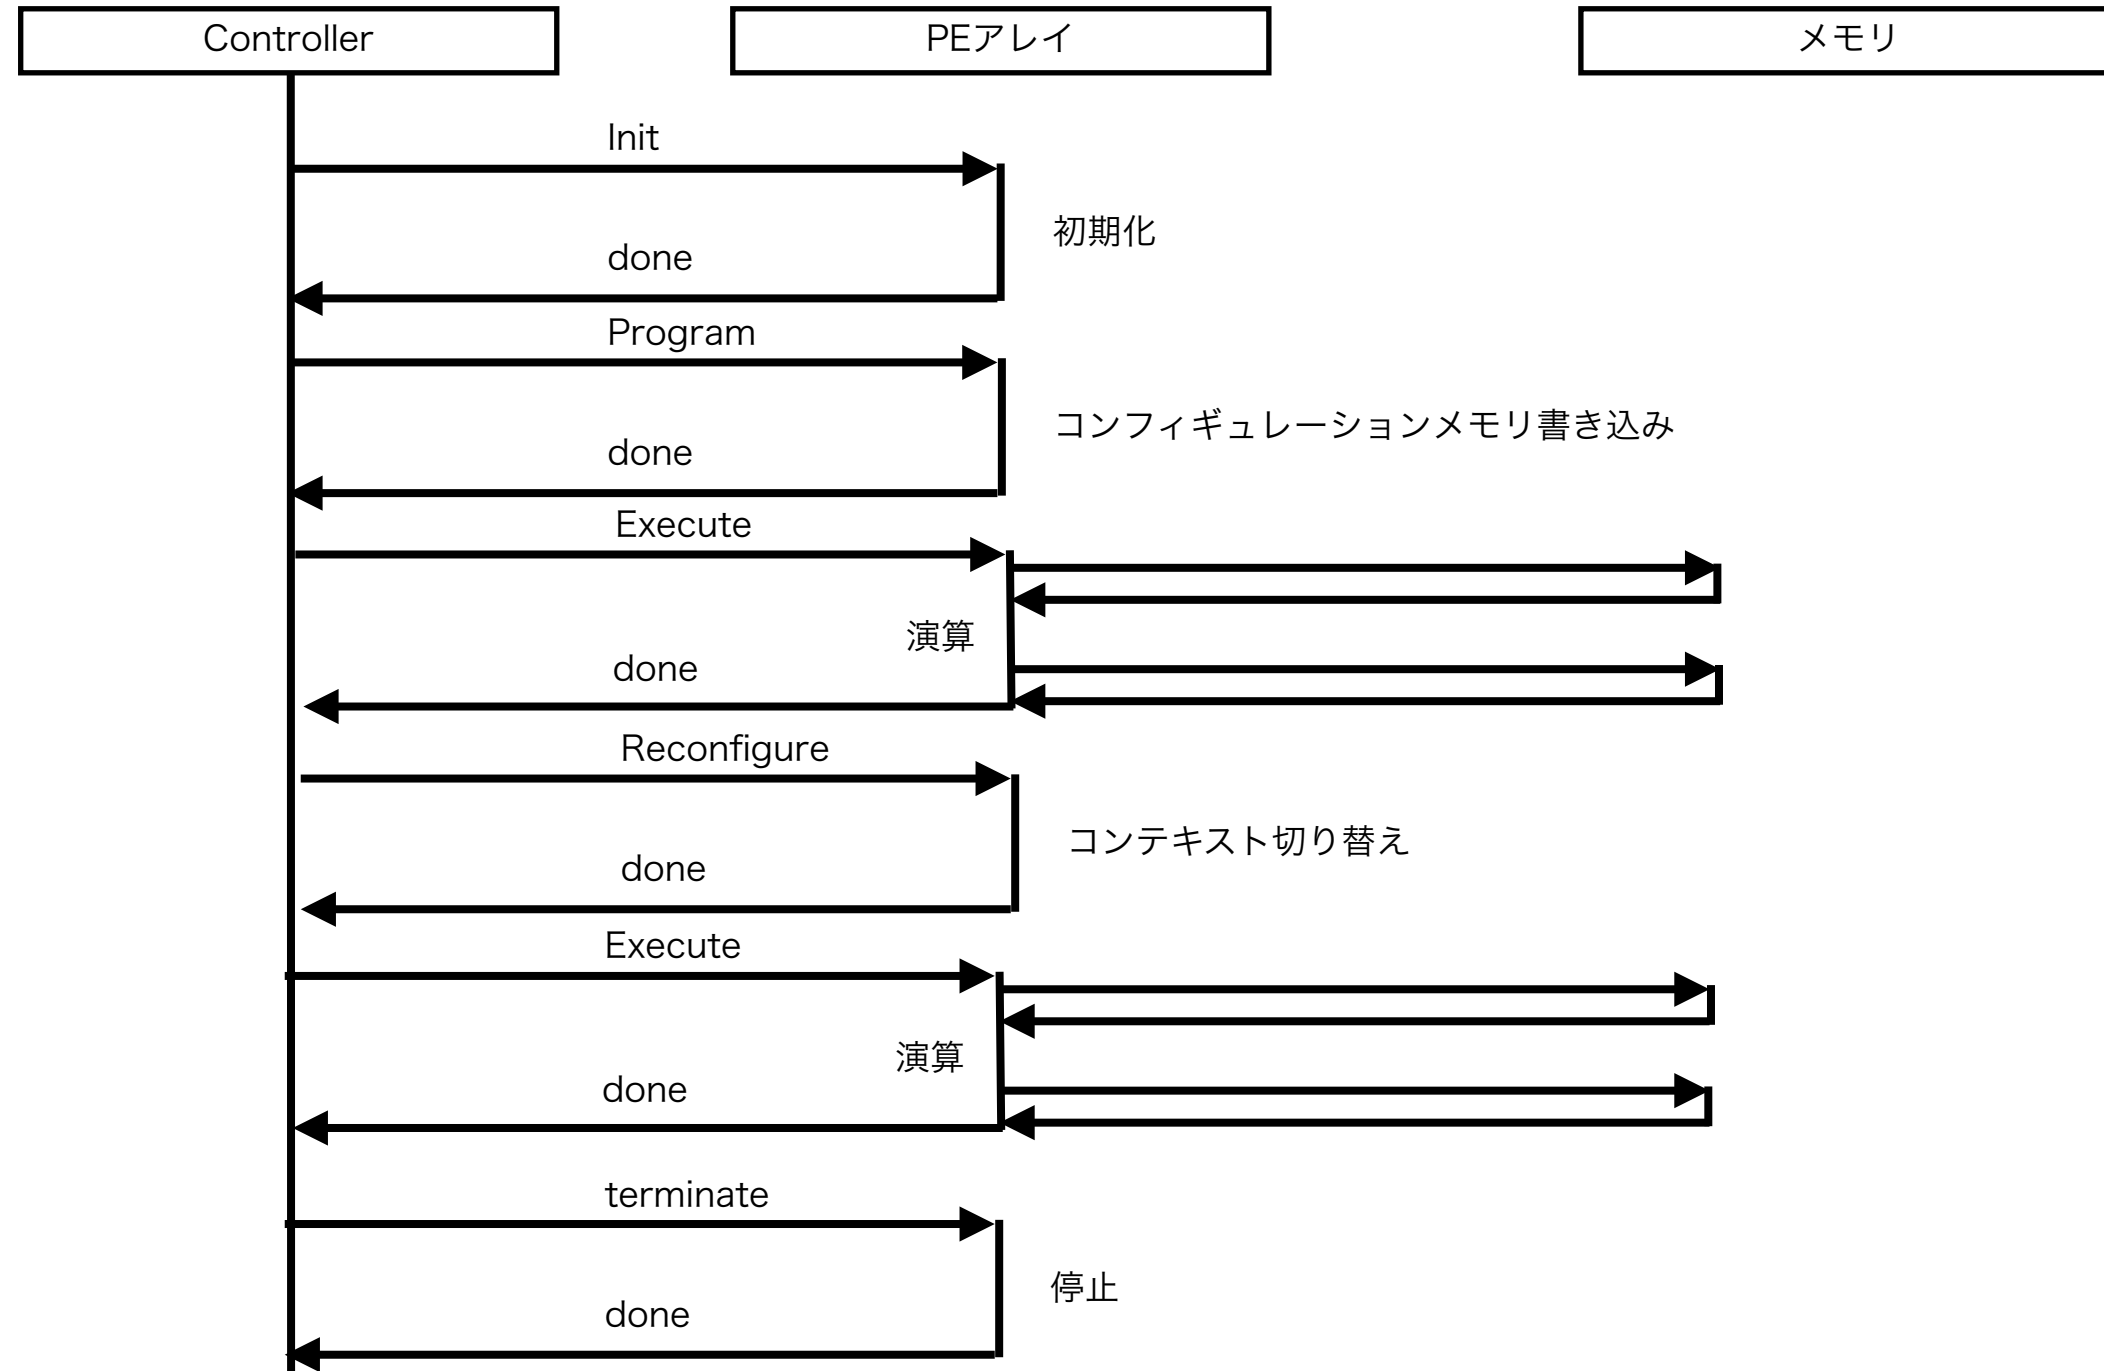 Controller
PEアレイ
メモリ
Init
初期化
done
Program
コンフィギュレーションメモリ書き込み
done
Execute
演算
done
Reconfigure
コンテキスト切り替え
done
Execute
演算
done
terminate
停止
done